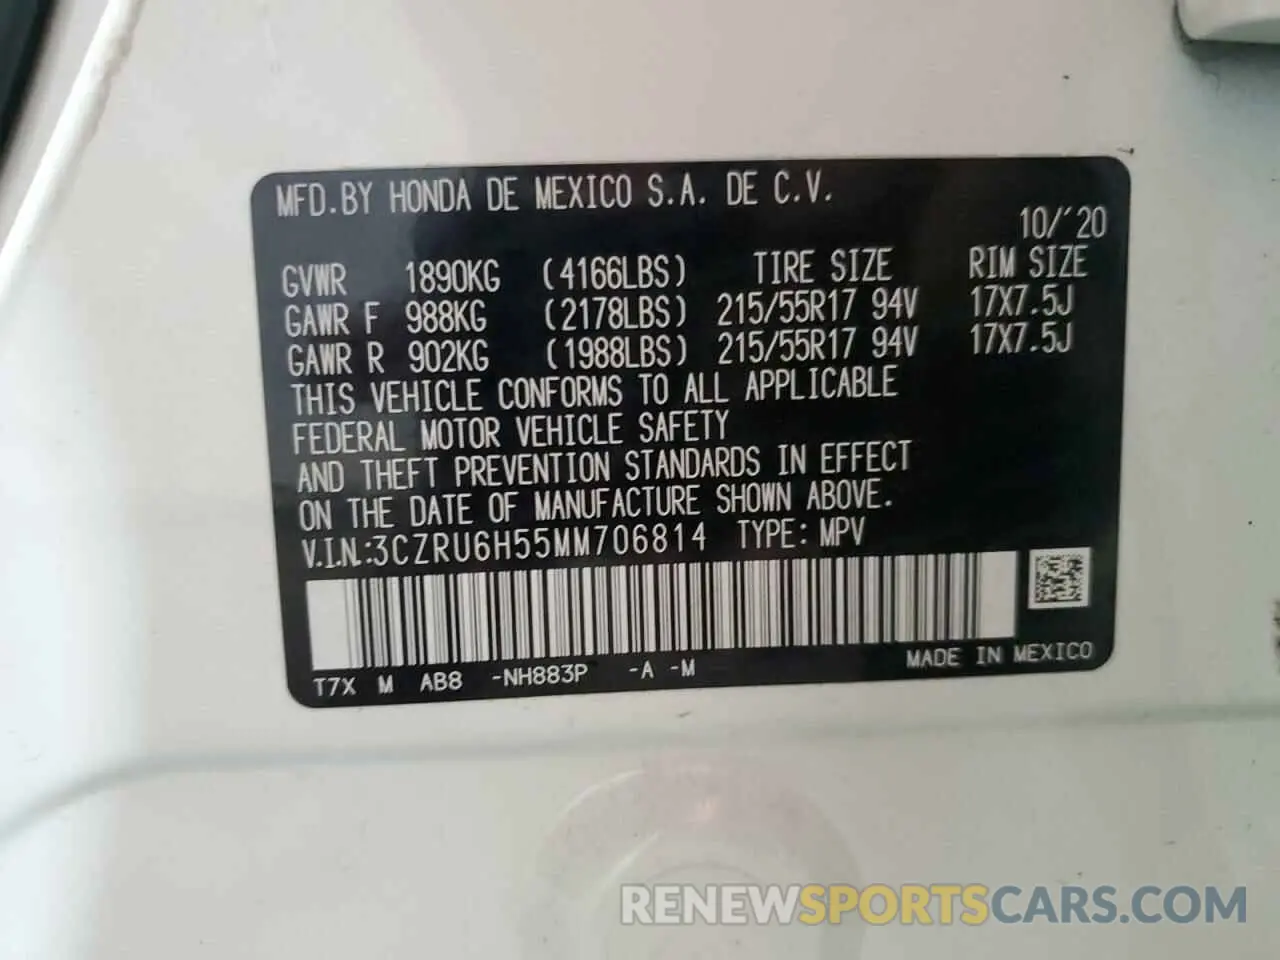 MFD.BY HONDA DE MEXICO S.A. DE C.V.
10/'20
GVWR 1890KG (4166LBS) TIRE SIZE RIM SIZE
GAWR F 988KG (2178LBS) 215/55R17 94V 17X7.5J
GAWR R 902KG (1988LBS) 215/55R17 94V 17X7.5J
THIS VEHICLE CONFORMS TO ALL APPLICABLE
FEDERAL MOTOR VEHICLE SAFETY
AND THEFT PREVENTION STANDARDS IN EFFECT
ON THE DATE OF MANUFACTURE SHOWN ABOVE.
V.I.N.:3CZRU6H55MM706814 TYPE: MPV
T7X M AB8 -NH883P -A -M MADE IN MEXICO
RENEWSPORTSCARS.COM